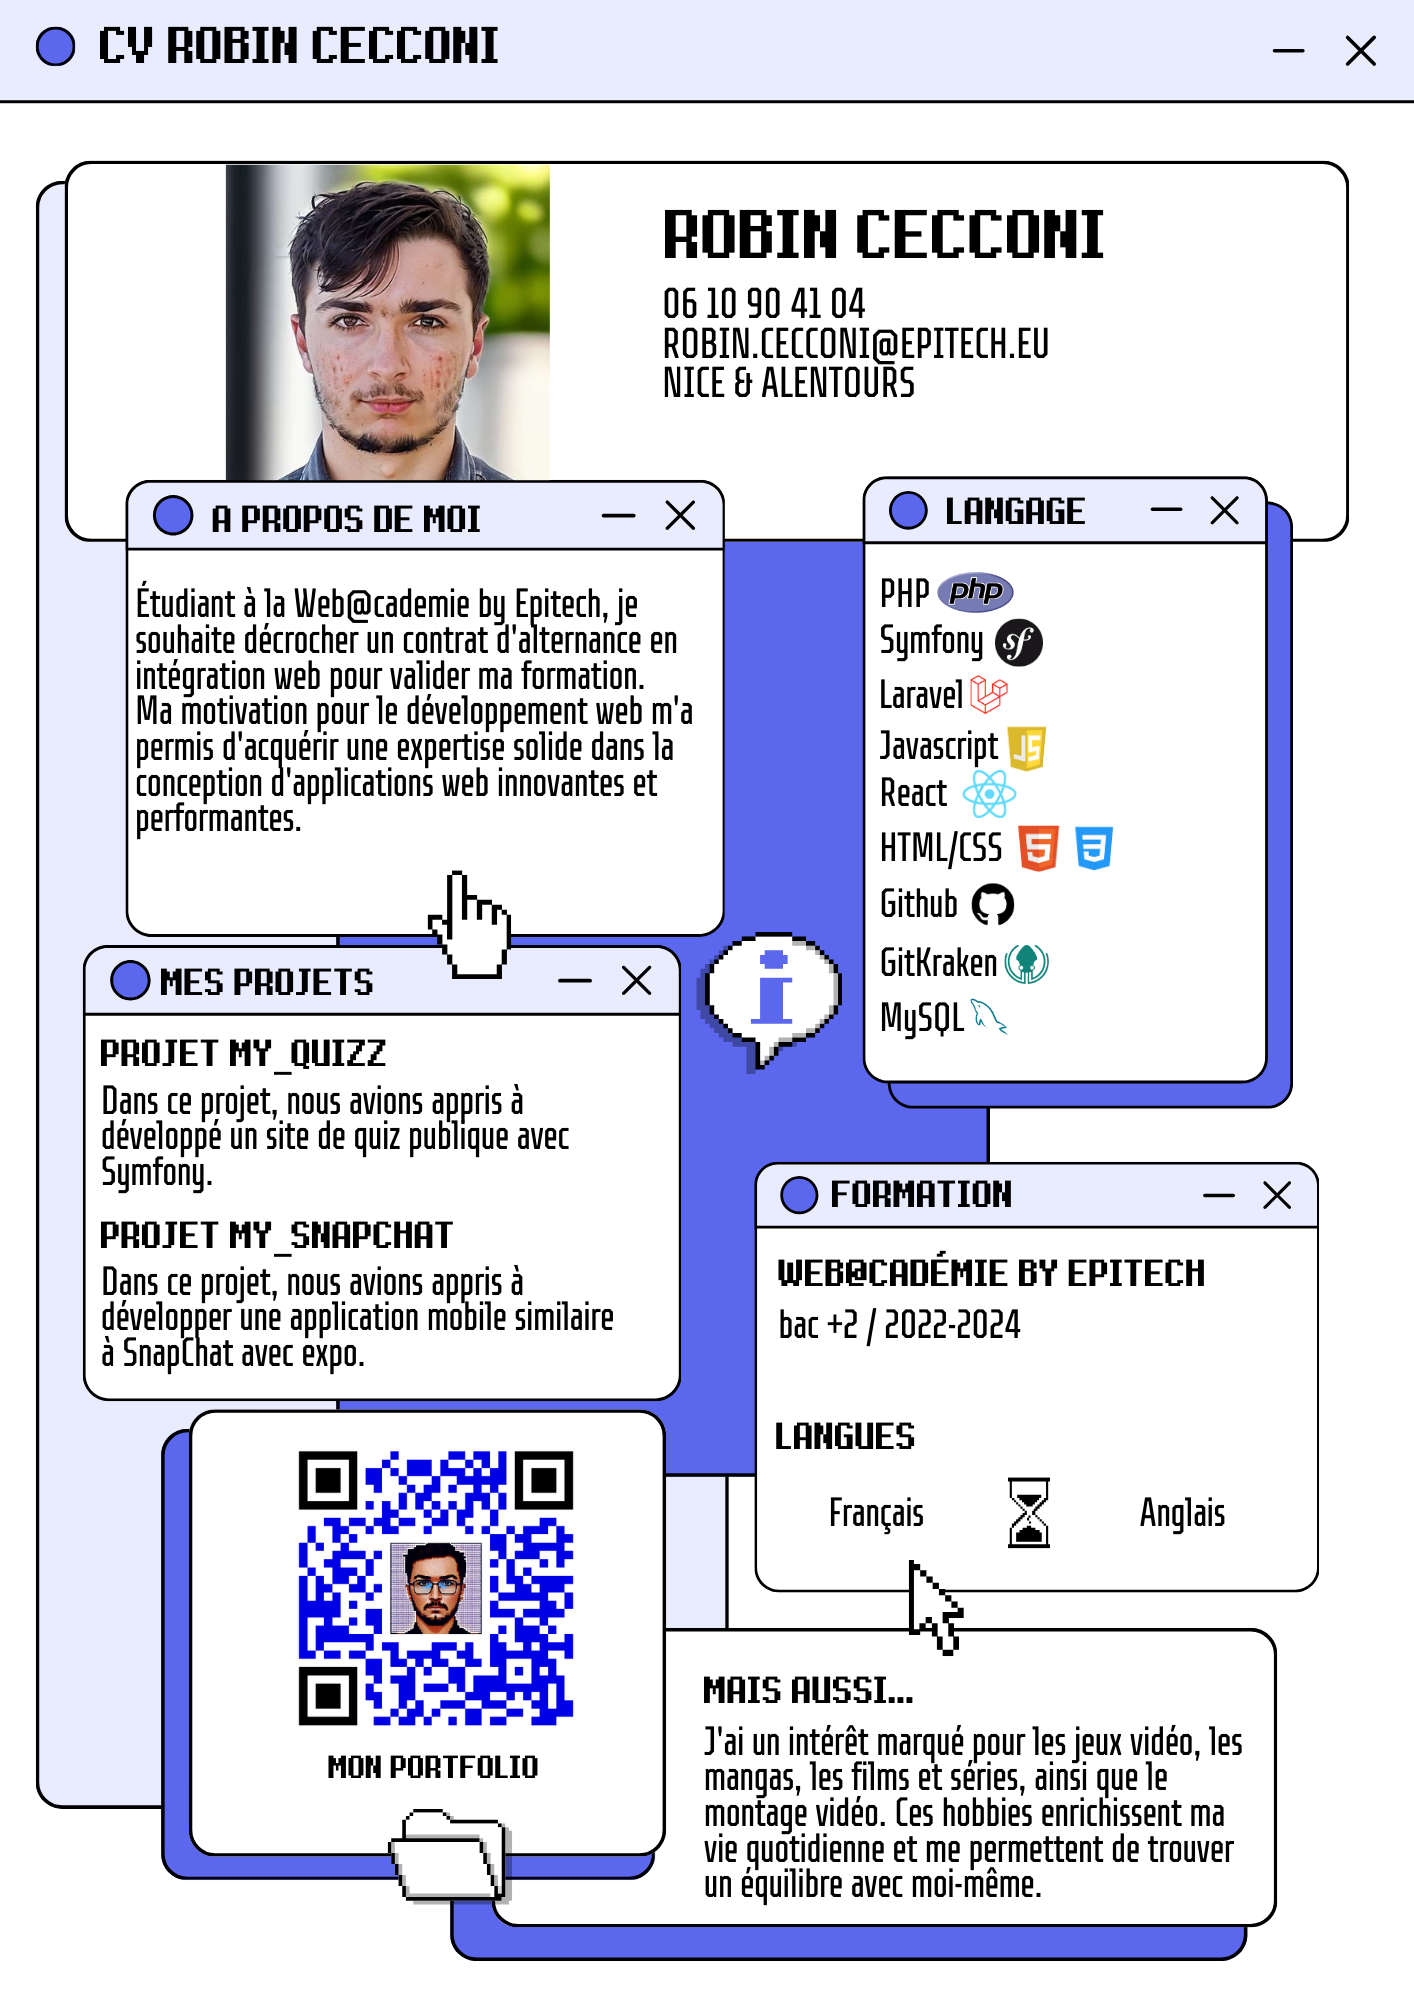 CV ROBIN CECCONI
ROBIN CECCONI
06 10 90 41 04
ROBIN.CECCONI@EPITECH.EU
NICE & ALENTOURS
A PROPOS DE MOI
Étudiant à la Web@cademie by Epitech, je
souhaite décrocher un contrat d'alternance en
intégration web pour valider ma formation.
Ma motivation pour le développement web m'a
permis d'acquérir une expertise solide dans la
conception d'applications web innovantes et
performantes.
LANGAGE
PHP php
Symfony sf
Laravel
Javascript JS
React
HTML/CSS 5 3
Github
GitKraken
MySQL
MES PROJETS
PROJET MY_QUIZZ
Dans ce projet, nous avions appris à
développé un site de quiz publique avec
Symfony.
PROJET MY_SNAPCHAT
Dans ce projet, nous avions appris à
développer une application mobile similaire
à SnapChat avec expo.
i
FORMATION
WEB@CADÉMIE BY EPITECH
bac +2 / 2022-2024
LANGUES
Français
Anglais
MON PORTFOLIO
MAIS AUSSI...
J'ai un intérêt marqué pour les jeux vidéo, les
mangas, les films et séries, ainsi que le
montage vidéo. Ces hobbies enrichissent ma
vie quotidienne et me permettent de trouver
un équilibre avec moi-même.